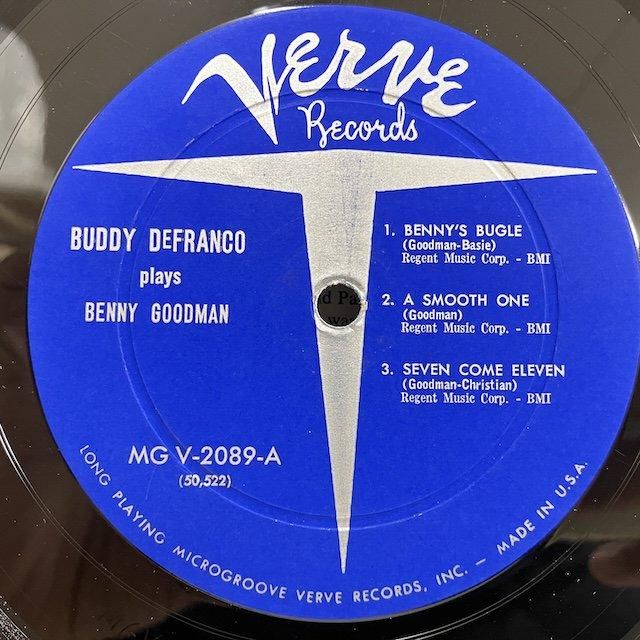 Verve
Records
BUDDY DeFRANCO
plays
BENNY GOODMAN
1. BENNY'S BUGLE
(Goodman-Basie)
Regent Music Corp. - BMI
2. A SMOOTH ONE
(Goodman)
Regent Music Corp. - BMI
3. SEVEN COME ELEVEN
(Goodman-Christian)
Regent Music Corp. - BMI
MG V-2089-A
(50,522)
LONG PLAYING MICROGROOVE VERVE RECORDS, INC. — MADE IN U.S.A.